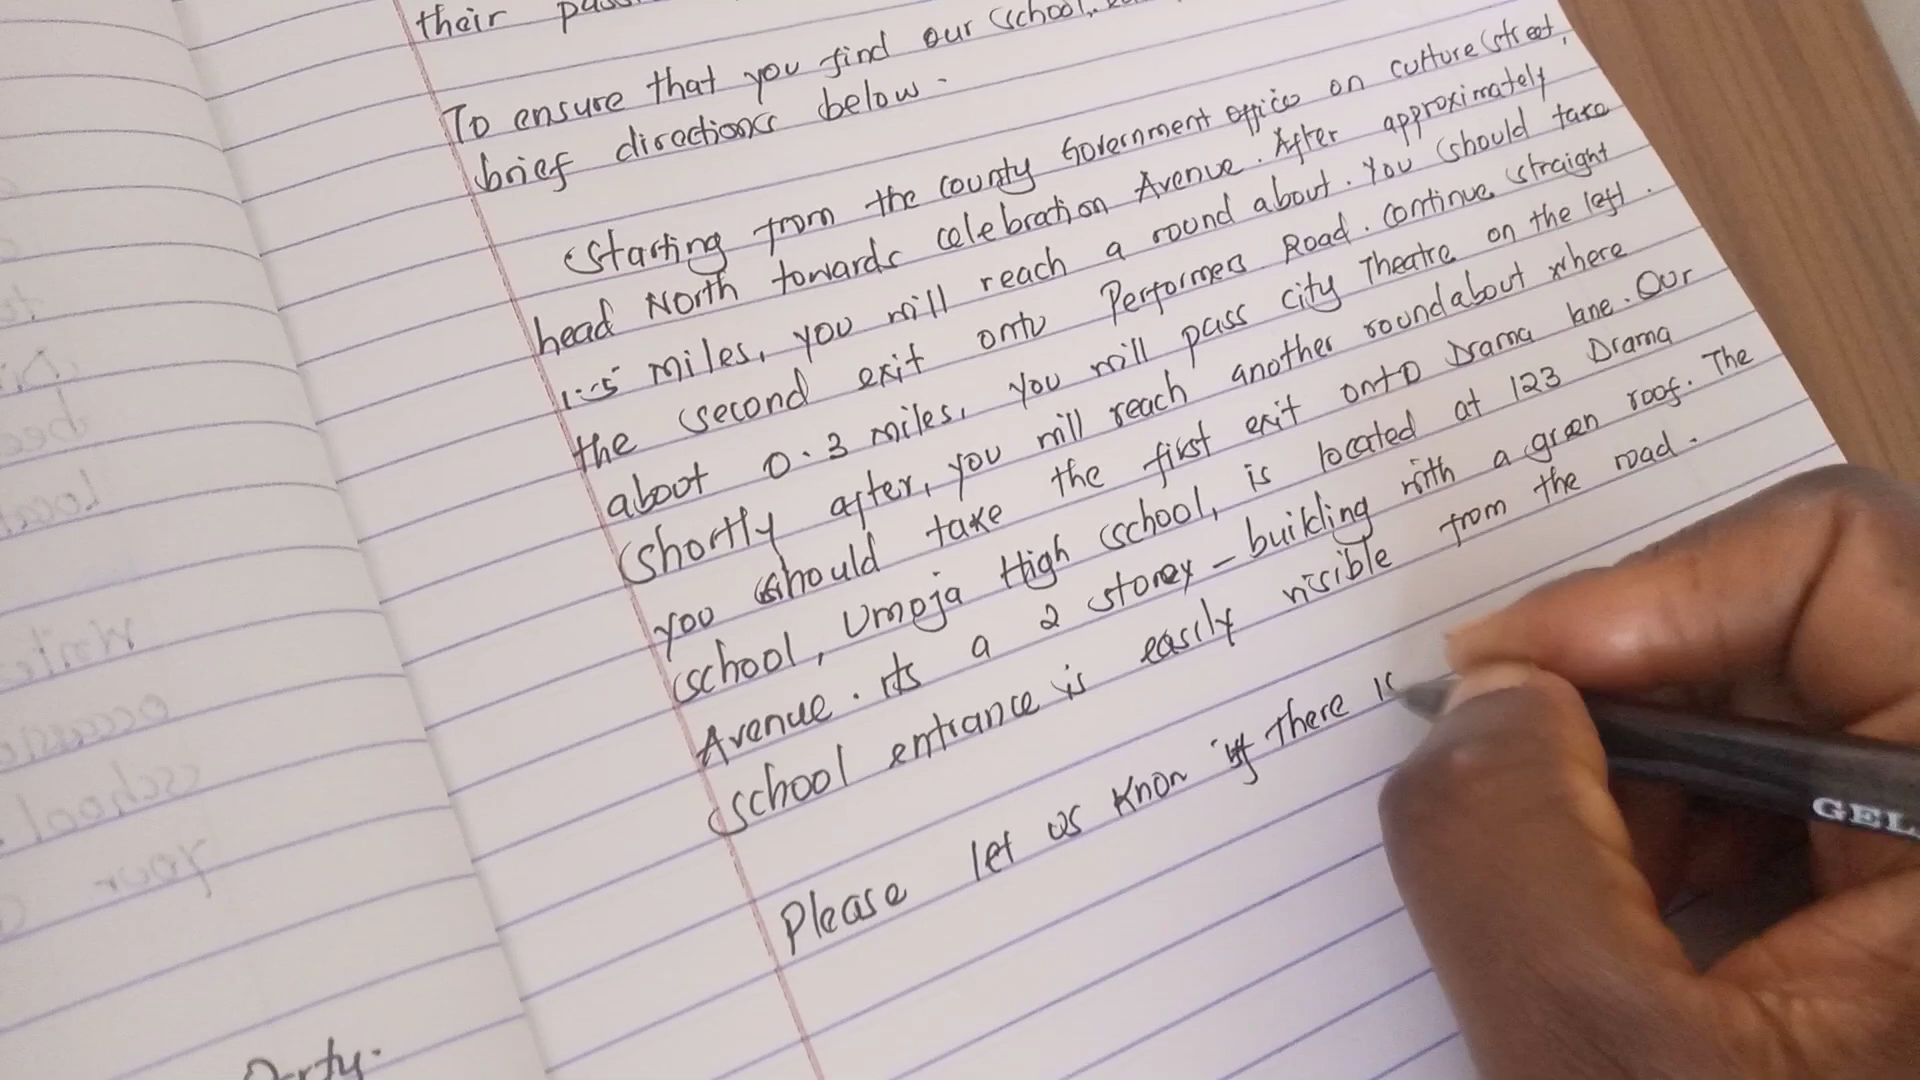 their
To ensure that you find our school,
brief directions below.
Starting from the county Government office on culture street,
head North towards celebration Avenue. After approximately
1.5 miles, you will reach a round about. You should take
the second exit onto Performers Road. continue straight
about 0.3 miles, you will pass city Theatre on the left.
Shortly after, you will reach another roundabout where
you should take the first exit onto Drama lane. Our
school, Umoja High school, is located at 123 Drama
Avenue. its a 2 storey-building with a green roof. The
school entrance is easily visible from the road.
Please let us know if there is
GEL